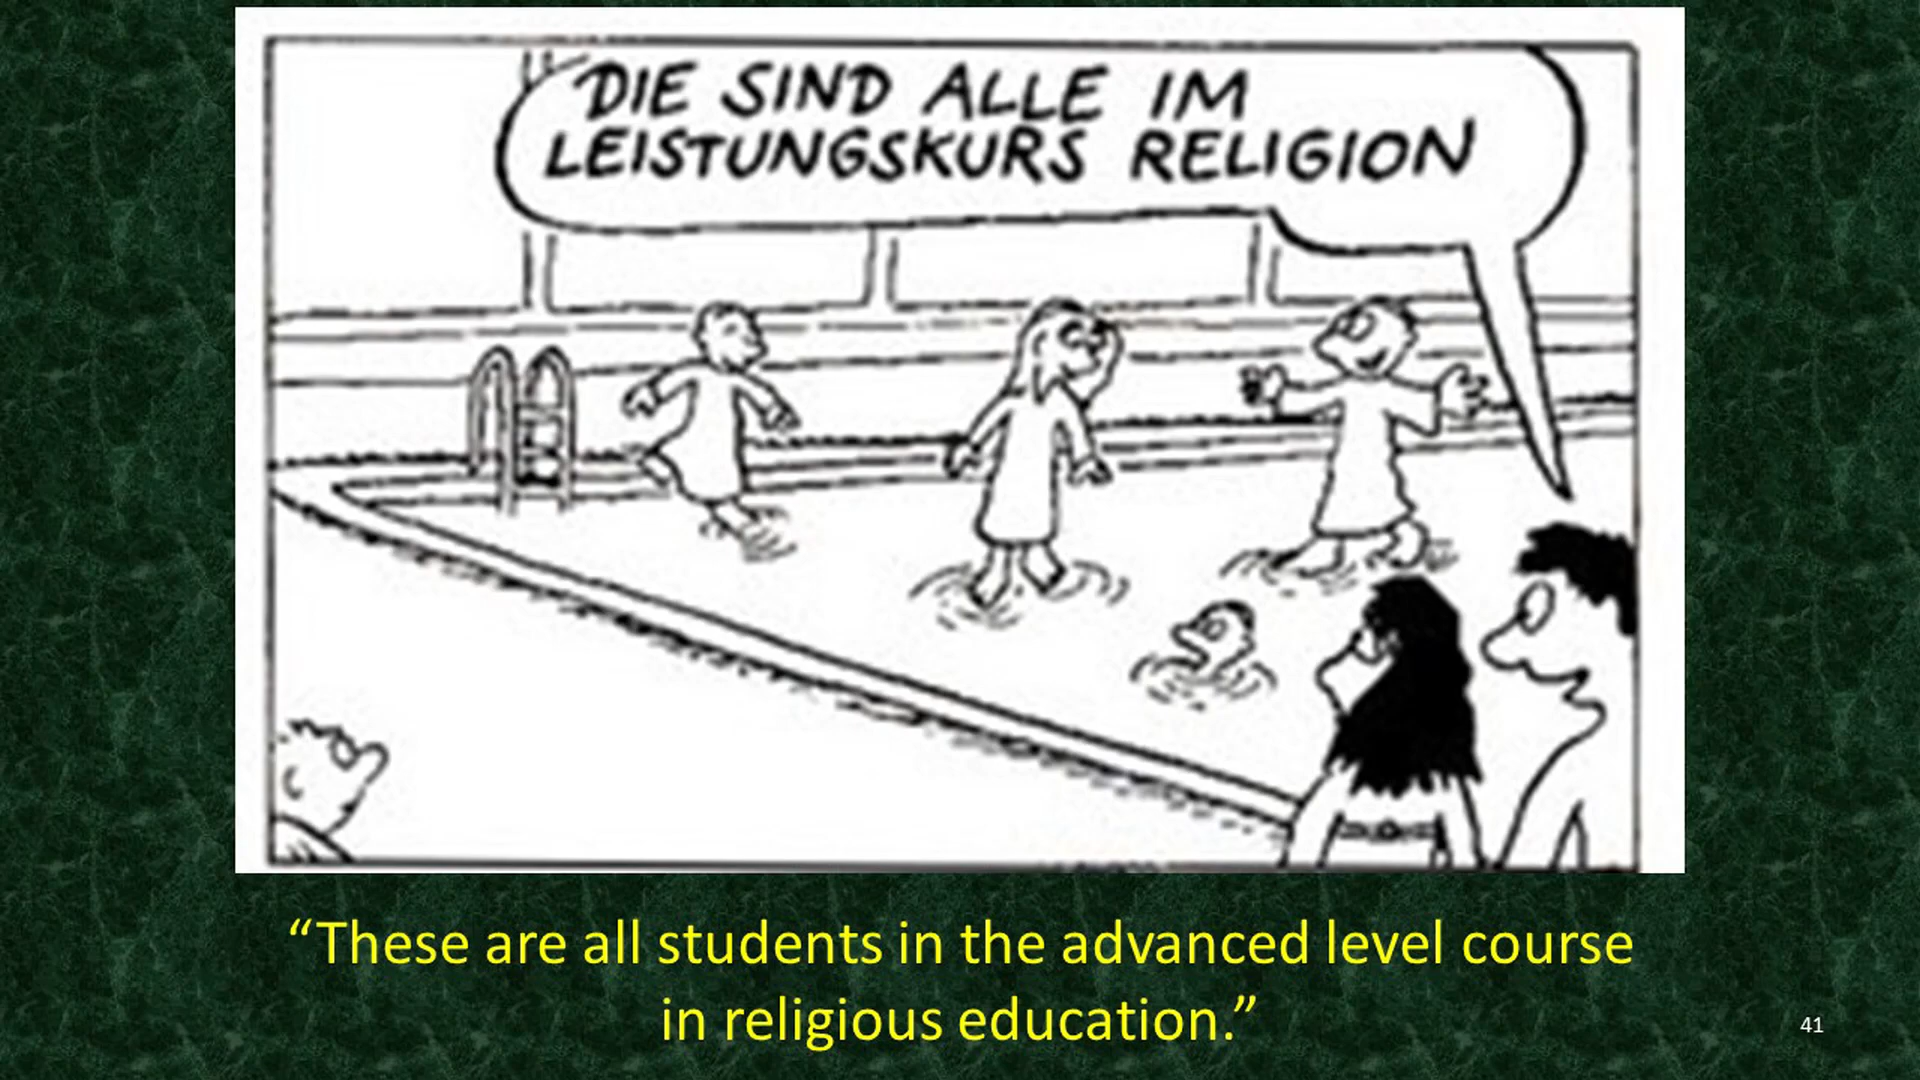 DIE SIND ALLE IM
LEISTUNGSKURS RELIGION
“These are all students in the advanced level course
in religious education.”
41